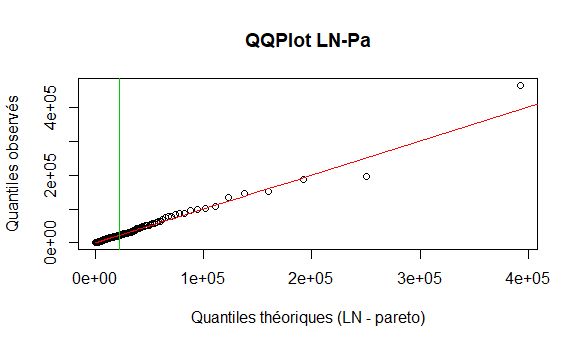 QQPlot LN-Pa
Quantiles observés
4e+05
2e+05
0e+00
0e+00 1e+05 2e+05 3e+05 4e+05
Quantiles théoriques (LN - pareto)